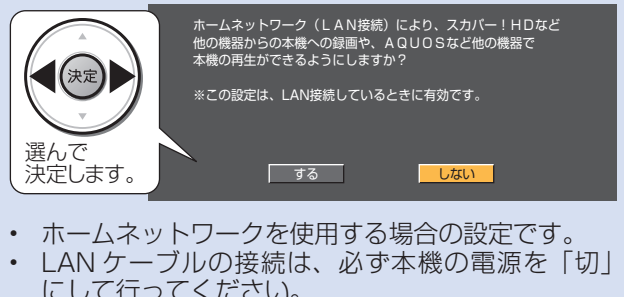 ホームネットワーク（ＬＡＮ接続）により、スカパー！ＨＤなど
他の機器からの本機への録画や、ＡＱＵＯＳなど他の機器で
本機の再生ができるようにしますか？
※この設定は、LAN接続しているときに有効です。
決定
選んで
決定します。
する
しない
• ホームネットワークを使用する場合の設定です。
• LAN ケーブルの接続は、必ず本機の電源を「切」
にして行ってください。